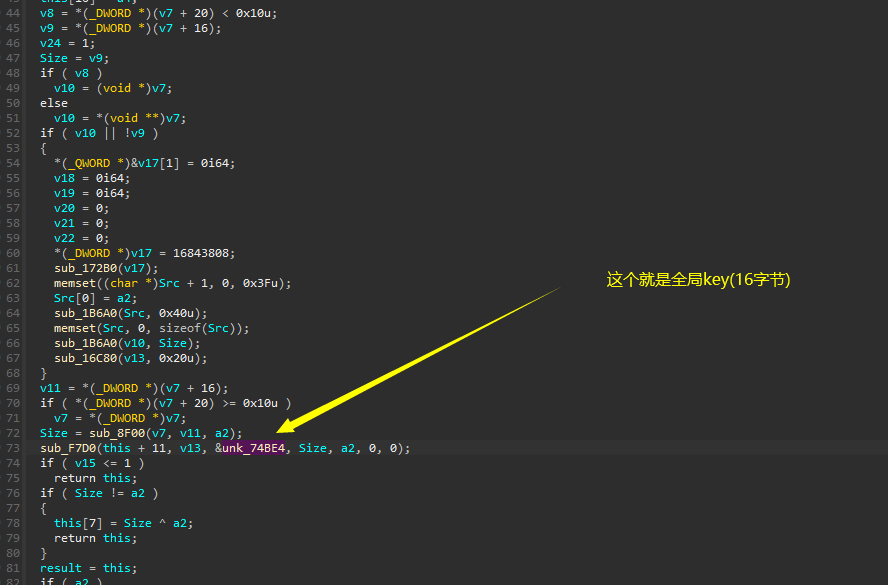 44 v8 = *(_DWORD *)(v7 + 20) < 0x10u;
45 v9 = *(_DWORD *)(v7 + 16);
46 v24 = 1;
47 Size = v9;
48 if ( v8 )
49 v10 = (void *)v7;
50 else
51 v10 = *(void **)v7;
52 if ( v10 || !v9 )
53 {
54 *(_QWORD *)&v17[1] = 0i64;
55 v18 = 0i64;
56 v19 = 0i64;
57 v20 = 0;
58 v21 = 0;
59 v22 = 0;
60 *(_DWORD *)v17 = 16843808;
61 sub_172B0(v17);
62 memset((char *)Src + 1, 0, 0x3Fu);
63 Src[0] = a2;
64 sub_1B6A0(Src, 0x40u);
65 memset(Src, 0, sizeof(Src));
66 sub_1B6A0(v10, Size);
67 sub_16C80(v13, 0x20u);
68 }
69 v11 = *(_DWORD *)(v7 + 16);
70 if ( *(_DWORD *)(v7 + 20) >= 0x10u )
71 v7 = *(_DWORD *)v7;
72 Size = sub_8F00(v7, v11, a2);
73 sub_F7D0(this + 11, v13, &unk_74BE4, Size, a2, 0, 0);
74 if ( v15 <= 1 )
75 return this;
76 if ( Size != a2 )
77 {
78 this[7] = Size ^ a2;
79 return this;
80 }
81 result = this;
82 if ( a2 )
这个就是全局key(16字节)